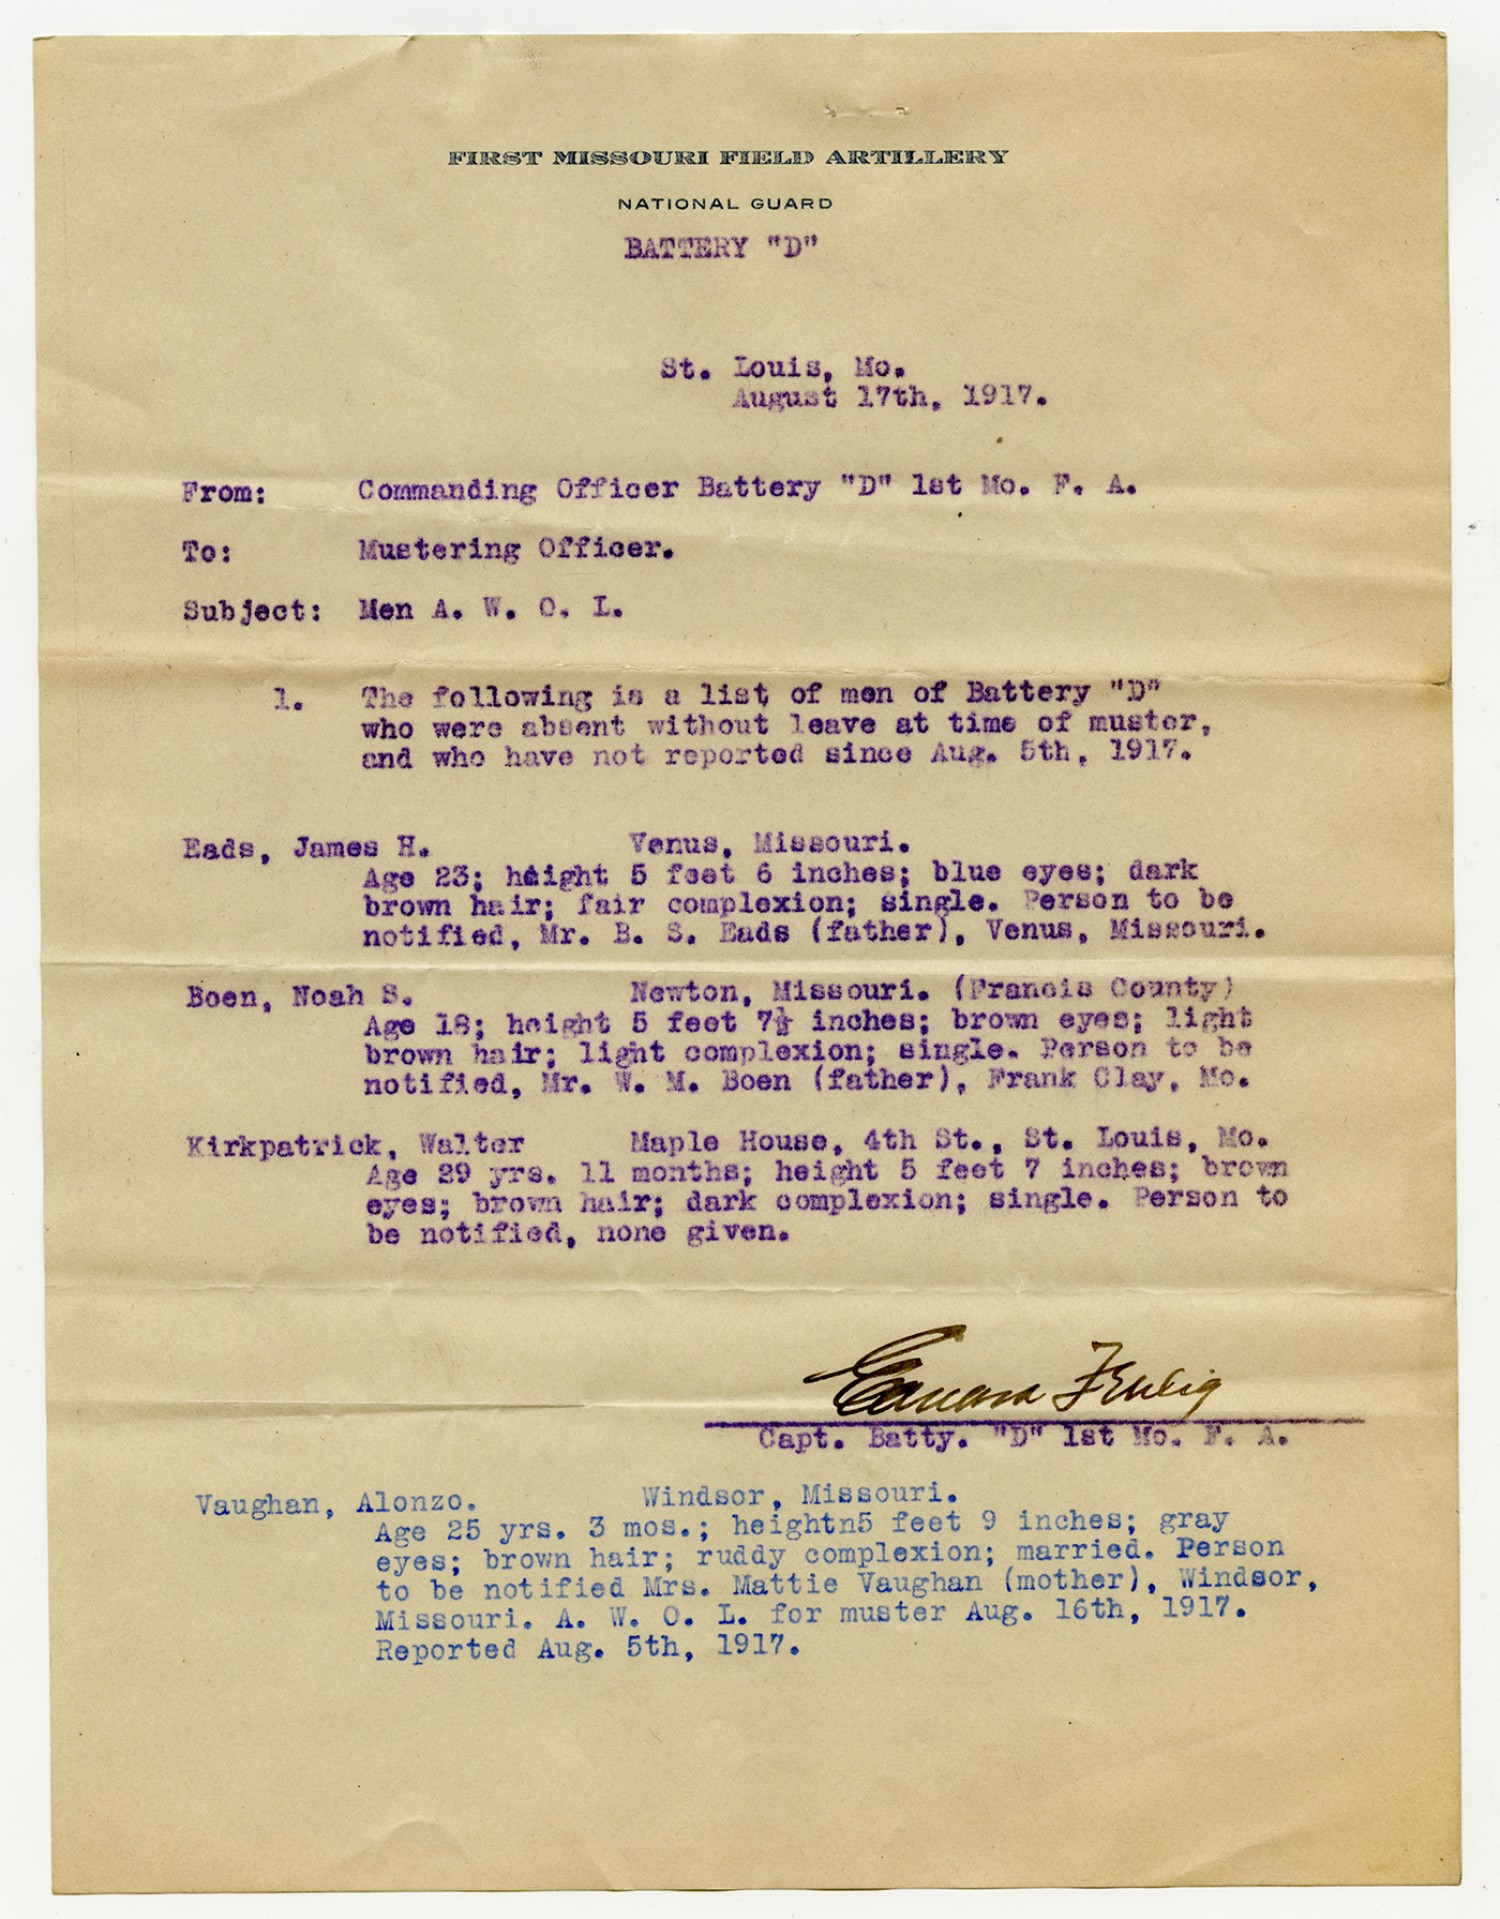 FIRST MISSOURI FIELD ARTILLERY
NATIONAL GUARD
BATTERY "D"
St. Louis, Mo.
August 17th, 1917.
From: Commanding Officer Battery "D" 1st Mo. F. A.
To: Mustering Officer.
Subject: Men A. W. O. L.
1. The following is a list of men of Battery "D"
who were absent without leave at time of muster,
and who have not reported since Aug. 5th, 1917.
Eads, James H. Venus, Missouri.
Age 23; height 5 feet 6 inches; blue eyes; dark
brown hair; fair complexion; single. Person to be
notified, Mr. B. S. Eads (father), Venus, Missouri.
Boen, Noah S. Newton, Missouri. (Francis County)
Age 18; height 5 feet 7½ inches; brown eyes; light
brown hair; light complexion; single. Person to be
notified, Mr. W. M. Boen (father), Frank Clay, Mo.
Kirkpatrick, Walter Maple House, 4th St., St. Louis, Mo.
Age 29 yrs. 11 months; height 5 feet 7 inches; brown
eyes; brown hair; dark complexion; single. Person to
be notified, none given.
Capt. Batty. "D" 1st Mo. F. A.
Vaughan, Alonzo. Windsor, Missouri.
Age 25 yrs. 3 mos.; heightn5 feet 9 inches; gray
eyes; brown hair; ruddy complexion; married. Person
to be notified Mrs. Mattie Vaughan (mother), Windsor,
Missouri. A. W. O. L. for muster Aug. 16th, 1917.
Reported Aug. 5th, 1917.